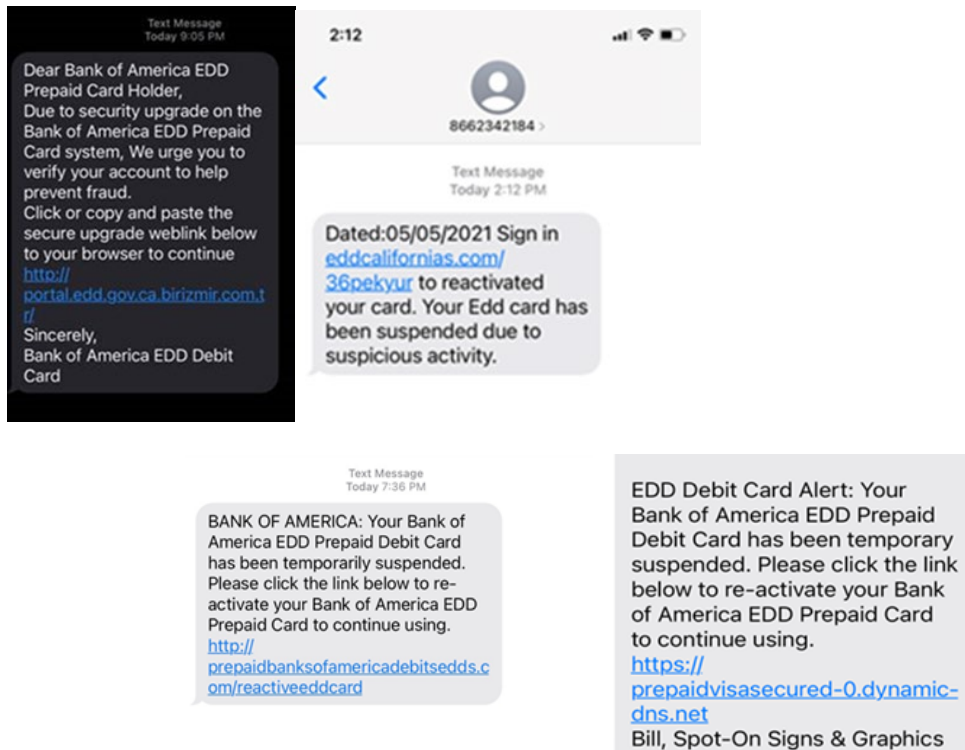 Text Message
Today 9:05 PM
Dear Bank of America EDD
Prepaid Card Holder,
Due to security upgrade on the
Bank of America EDD Prepaid
Card system, We urge you to
verify your account to help
prevent fraud.
Click or copy and paste the
secure upgrade weblink below
to your browser to continue
http://
portal.edd.gov.ca.birizmir.com.t
r/
Sincerely,
Bank of America EDD Debit
Card
2:12
8662342184 >
Text Message
Today 2:12 PM
Dated:05/05/2021 Sign in
eddcalifornias.com/
36pekyur to reactivated
your card. Your Edd card has
been suspended due to
suspicious activity.
Text Message
Today 7:36 PM
BANK OF AMERICA: Your Bank of
America EDD Prepaid Debit Card
has been temporarily suspended.
Please click the link below to re-
activate your Bank of America EDD
Prepaid Card to continue using.
http://
prepaidbanksofamericadebitsedds.c
om/reactiveeddcard
EDD Debit Card Alert: Your
Bank of America EDD Prepaid
Debit Card has been temporary
suspended. Please click the link
below to re-activate your Bank
of America EDD Prepaid Card
to continue using.
https://
prepaidvisasecured-0.dynamic-
dns.net
Bill, Spot-On Signs & Graphics